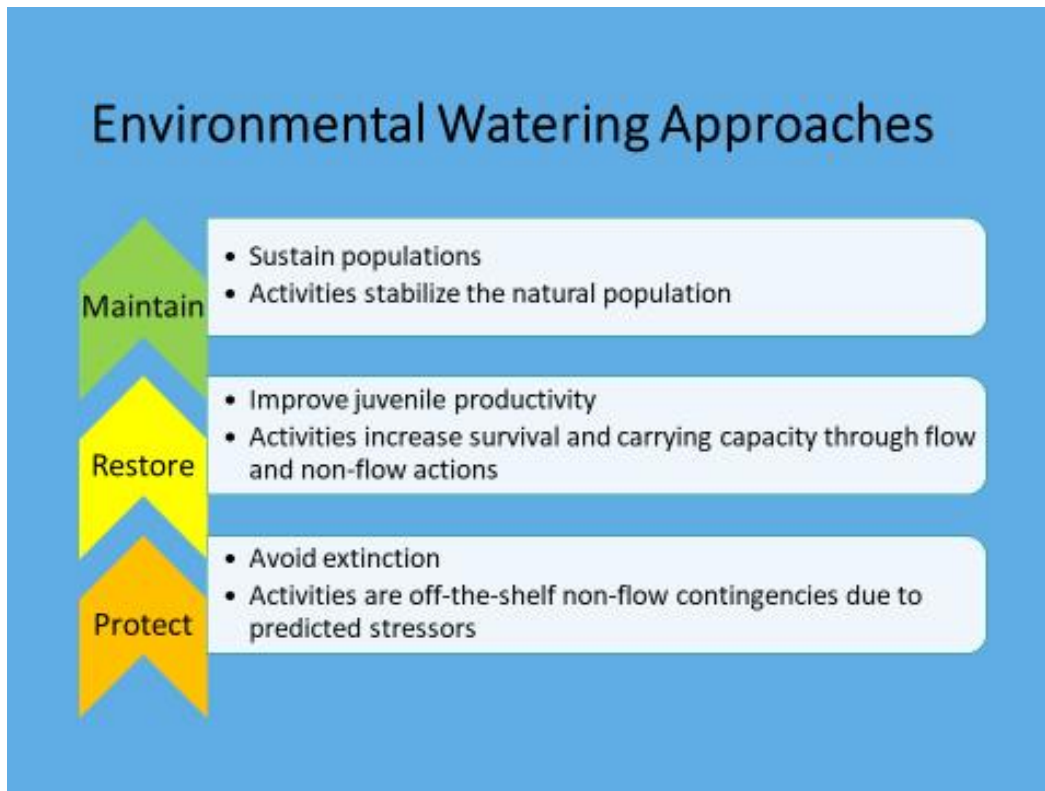 Environmental Watering Approaches
Maintain
• Sustain populations
• Activities stabilize the natural population
Restore
• Improve juvenile productivity
• Activities increase survival and carrying capacity through flow
and non-flow actions
Protect
• Avoid extinction
• Activities are off-the-shelf non-flow contingencies due to
predicted stressors